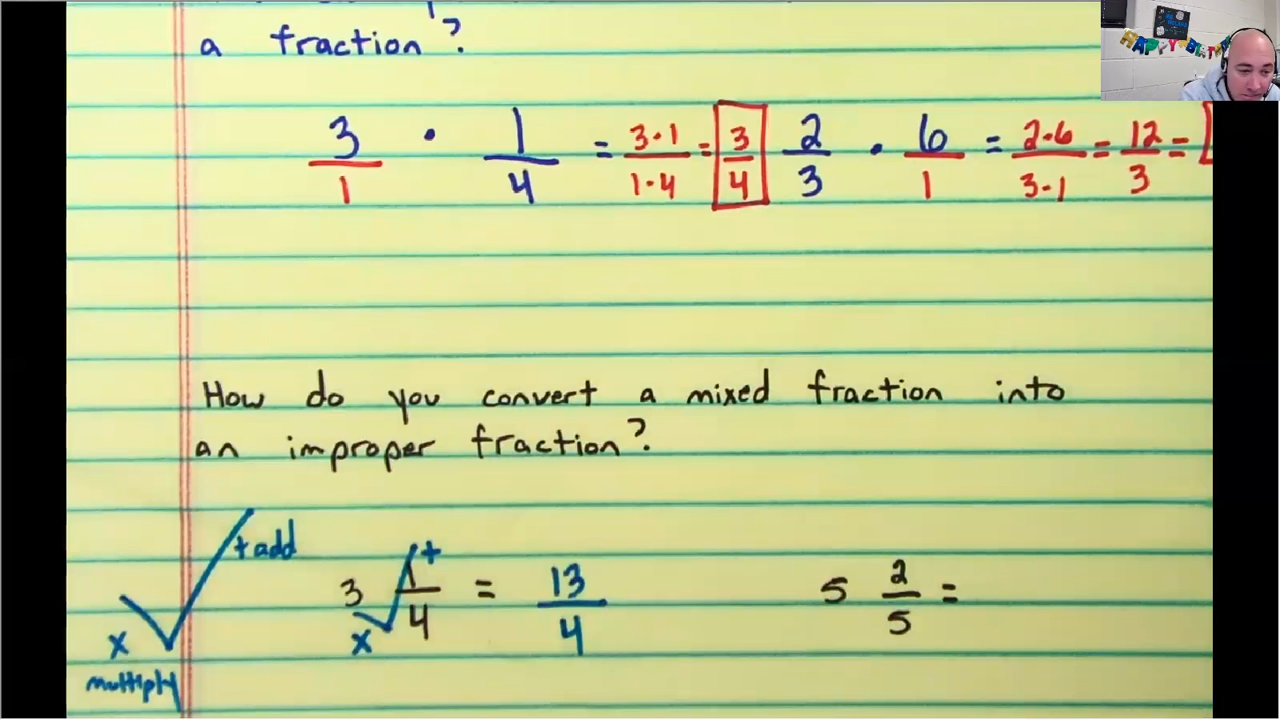 a fraction?
3/1 · 1/4 = 3·1/1·4 = 3/4
2/3 · 6/1 = 2·6/3·1 = 12/3 =
How do you convert a mixed fraction into
an improper fraction?
+ add
x
multiply
3 1/4 = 13/4
+
x
5 2/5 =
HAPPY BIRT